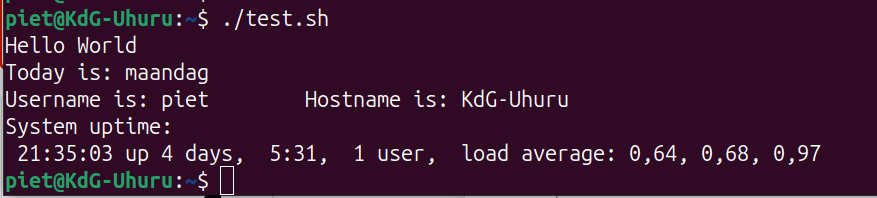 piet@KdG-Uhuru:~$ ./test.sh
Hello World
Today is: maandag
Username is: piet        Hostname is: KdG-Uhuru
System uptime:
 21:35:03 up 4 days,  5:31,  1 user,  load average: 0,64, 0,68, 0,97
piet@KdG-Uhuru:~$